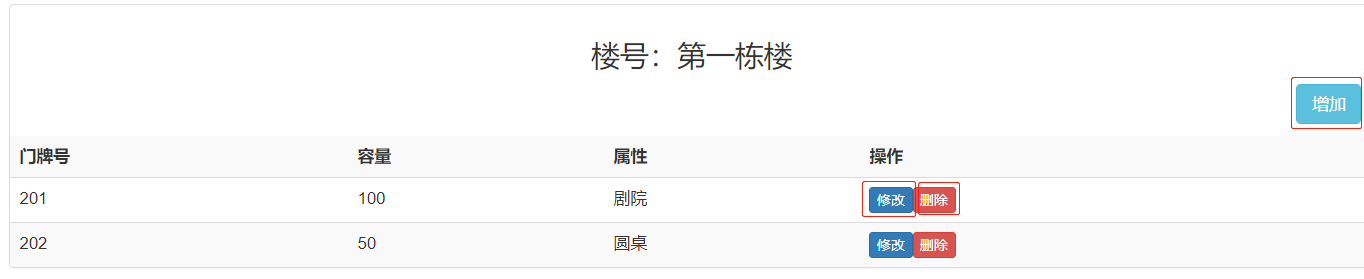 楼号：第一栋楼
增加
门牌号 容量 属性 操作
201 100 剧院 修改 删除
202 50 圆桌 修改 删除